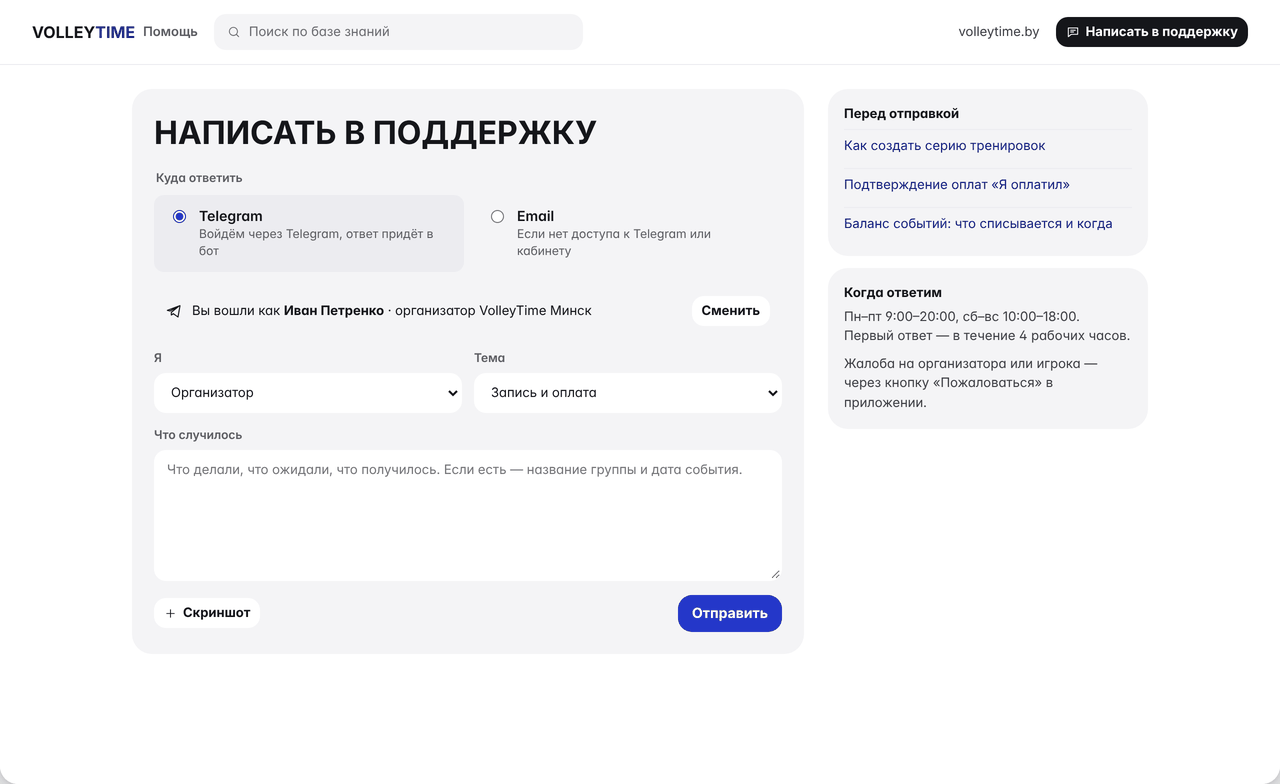 VOLLEYTIME Помощь
Поиск по базе знаний
volleytime.by
Написать в поддержку
НАПИСАТЬ В ПОДДЕРЖКУ
Куда ответить
Telegram
Войдём через Telegram, ответ придёт в
бот
Email
Если нет доступа к Telegram или
кабинету
Вы вошли как Иван Петренко · организатор VolleyTime Минск
Сменить
Я
Организатор
Тема
Запись и оплата
Что случилось
Что делали, что ожидали, что получилось. Если есть — название группы и дата события.
+ Скриншот
Отправить
Перед отправкой
Как создать серию тренировок
Подтверждение оплат «Я оплатил»
Баланс событий: что списывается и когда
Когда ответим
Пн–пт 9:00–20:00, сб–вс 10:00–18:00.
Первый ответ — в течение 4 рабочих часов.
Жалоба на организатора или игрока —
через кнопку «Пожаловаться» в
приложении.